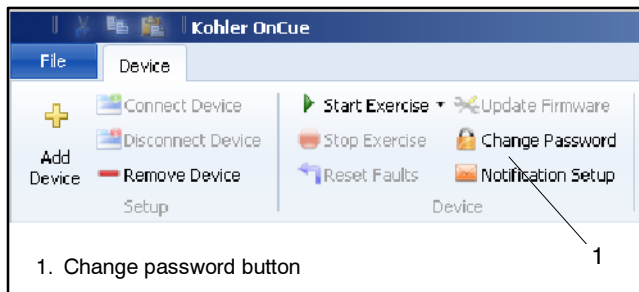 Kohler OnCue
File Device
Connect Device Start Exercise Update Firmware
Add Device Disconnect Device Stop Exercise Change Password
Remove Device Reset Faults Notification Setup
Setup Device
1
1. Change password button